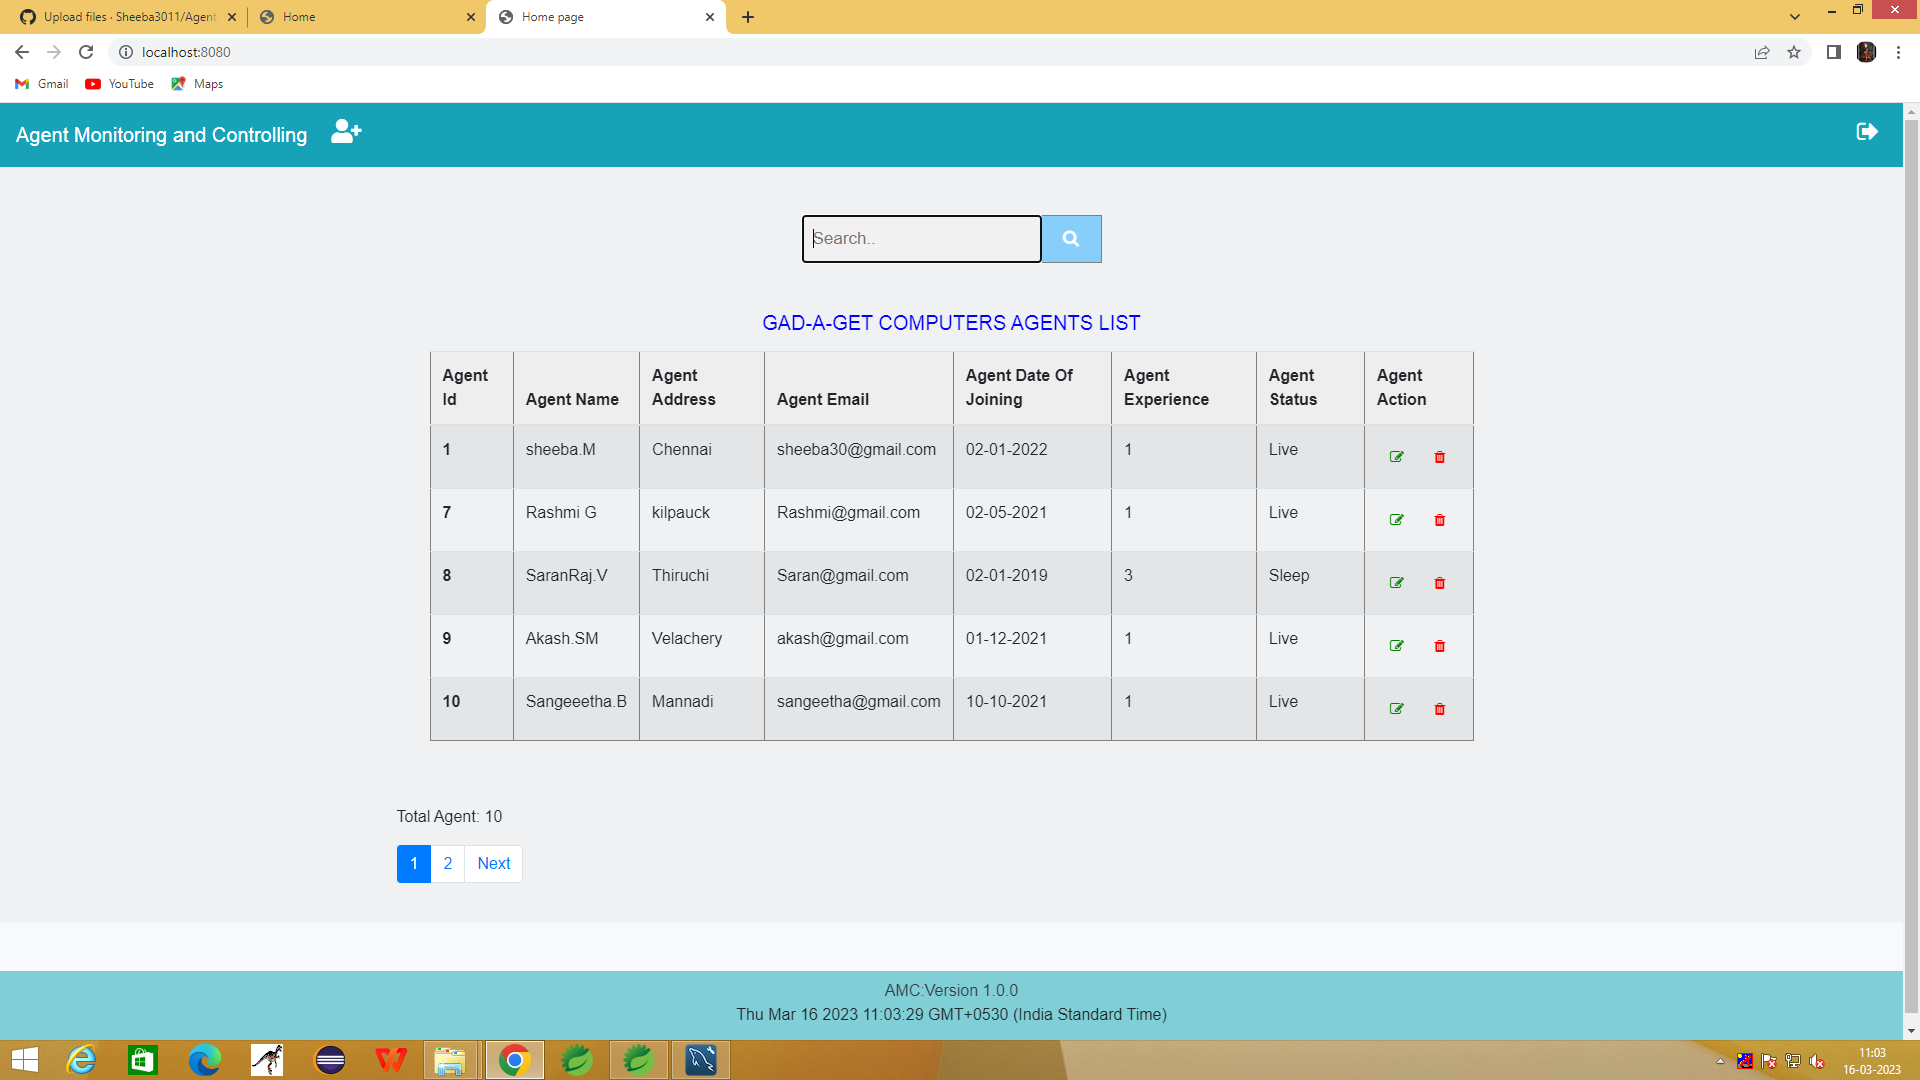 Upload files · Sheeba3011/Agent
Home
Home page
localhost:8080
Gmail
YouTube
Maps
Agent Monitoring and Controlling
Search..
GAD-A-GET COMPUTERS AGENTS LIST
Agent Id Agent Name Agent Address Agent Email Agent Date Of Joining Agent Experience Agent Status Agent Action
1 sheeba.M Chennai sheeba30@gmail.com 02-01-2022 1 Live
7 Rashmi G kilpauck Rashmi@gmail.com 02-05-2021 1 Live
8 SaranRaj.V Thiruchi Saran@gmail.com 02-01-2019 3 Sleep
9 Akash.SM Velachery akash@gmail.com 01-12-2021 1 Live
10 Sangeeetha.B Mannadi sangeetha@gmail.com 10-10-2021 1 Live
Total Agent: 10
1 2 Next
AMC:Version 1.0.0
Thu Mar 16 2023 11:03:29 GMT+0530 (India Standard Time)
11:03
16-03-2023